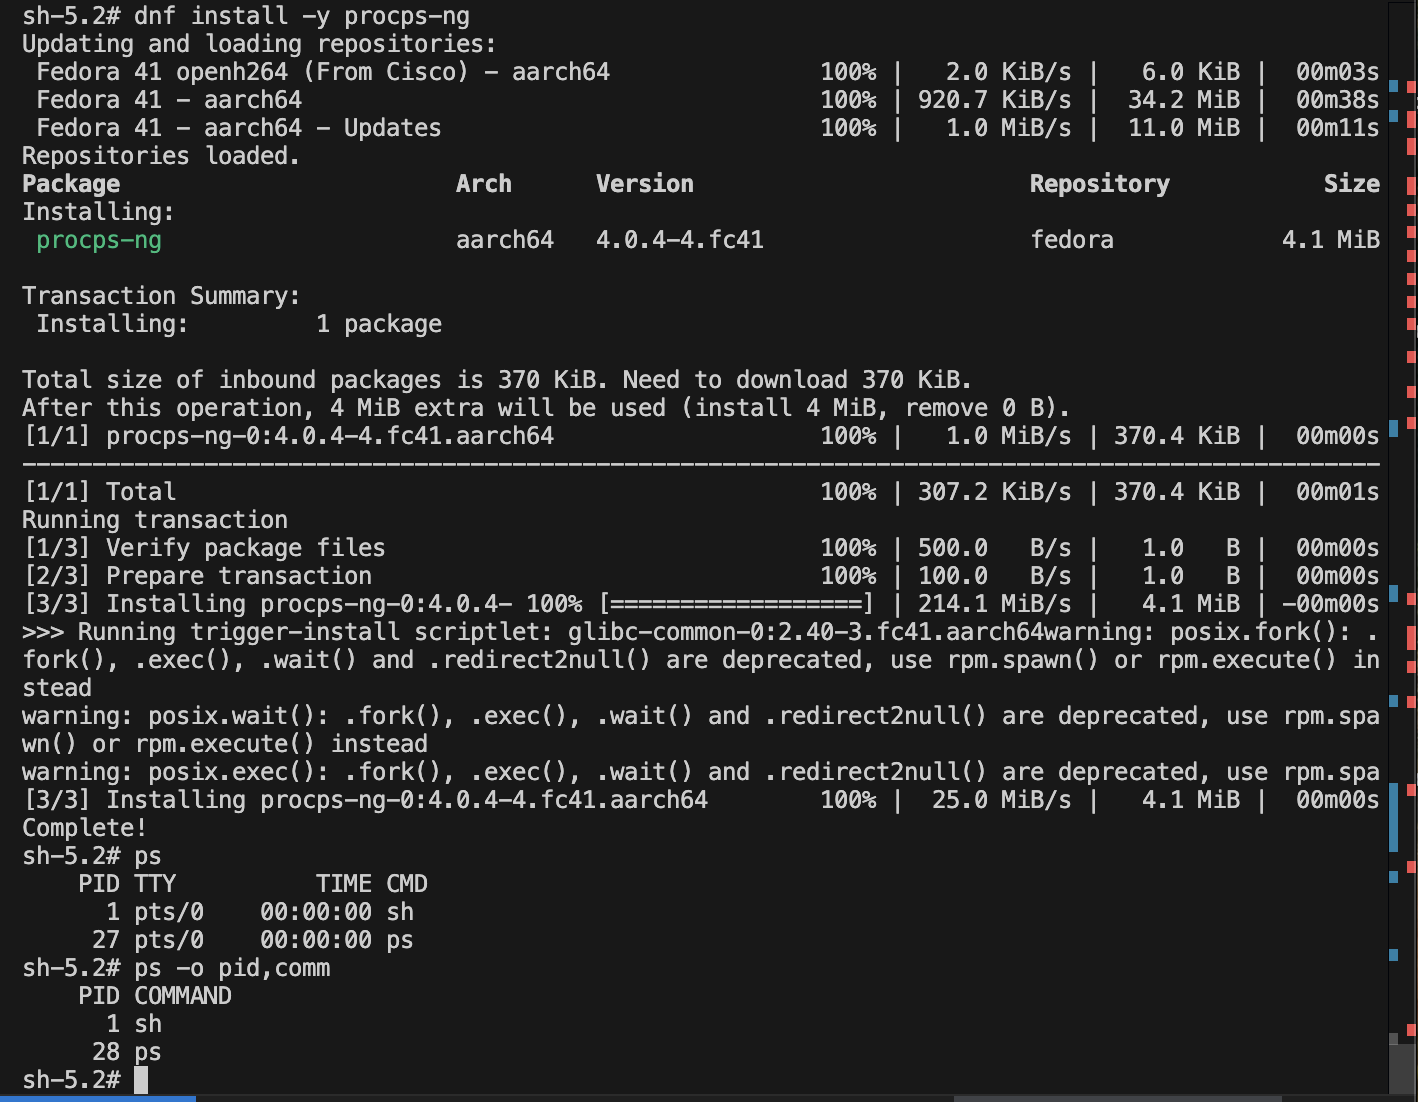 sh-5.2# dnf install -y procps-ng
Updating and loading repositories:
 Fedora 41 openh264 (From Cisco) - aarch64               100% |   2.0 KiB/s |   6.0 KiB |  00m03s
 Fedora 41 - aarch64                                     100% | 920.7 KiB/s |  34.2 MiB |  00m38s
 Fedora 41 - aarch64 - Updates                           100% |   1.0 MiB/s |  11.0 MiB |  00m11s
Repositories loaded.
Package                        Arch      Version                        Repository           Size
Installing:
 procps-ng                     aarch64   4.0.4-4.fc41                   fedora            4.1 MiB

Transaction Summary:
 Installing:         1 package

Total size of inbound packages is 370 KiB. Need to download 370 KiB.
After this operation, 4 MiB extra will be used (install 4 MiB, remove 0 B).
[1/1] procps-ng-0:4.0.4-4.fc41.aarch64                   100% |   1.0 MiB/s | 370.4 KiB |  00m00s
-------------------------------------------------------------------------------------------------
[1/1] Total                                              100% | 307.2 KiB/s | 370.4 KiB |  00m01s
Running transaction
[1/3] Verify package files                               100% | 500.0   B/s |   1.0   B |  00m00s
[2/3] Prepare transaction                                100% | 100.0   B/s |   1.0   B |  00m00s
[3/3] Installing procps-ng-0:4.0.4- 100% [==================] | 214.1 MiB/s |   4.1 MiB | -00m00s
>>> Running trigger-install scriptlet: glibc-common-0:2.40-3.fc41.aarch64warning: posix.fork(): .
fork(), .exec(), .wait() and .redirect2null() are deprecated, use rpm.spawn() or rpm.execute() in
stead
warning: posix.wait(): .fork(), .exec(), .wait() and .redirect2null() are deprecated, use rpm.spa
wn() or rpm.execute() instead
warning: posix.exec(): .fork(), .exec(), .wait() and .redirect2null() are deprecated, use rpm.spa
[3/3] Installing procps-ng-0:4.0.4-4.fc41.aarch64        100% |  25.0 MiB/s |   4.1 MiB |  00m00s
Complete!
sh-5.2# ps
    PID TTY          TIME CMD
      1 pts/0    00:00:00 sh
     27 pts/0    00:00:00 ps
sh-5.2# ps -o pid,comm
    PID COMMAND
      1 sh
     28 ps
sh-5.2#